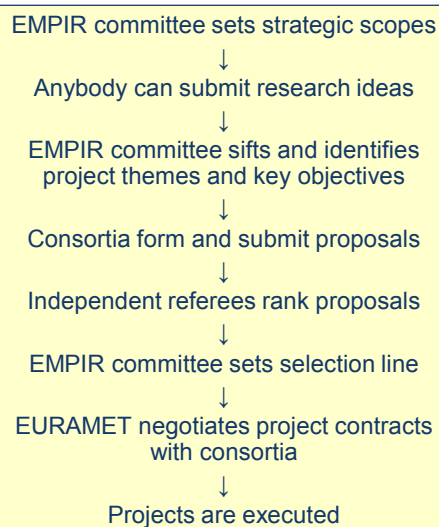 EMPIR committee sets strategic scopes
↓
Anybody can submit research ideas
↓
EMPIR committee sifts and identifies
project themes and key objectives
↓
Consortia form and submit proposals
↓
Independent referees rank proposals
↓
EMPIR committee sets selection line
↓
EURAMET negotiates project contracts
with consortia
↓
Projects are executed